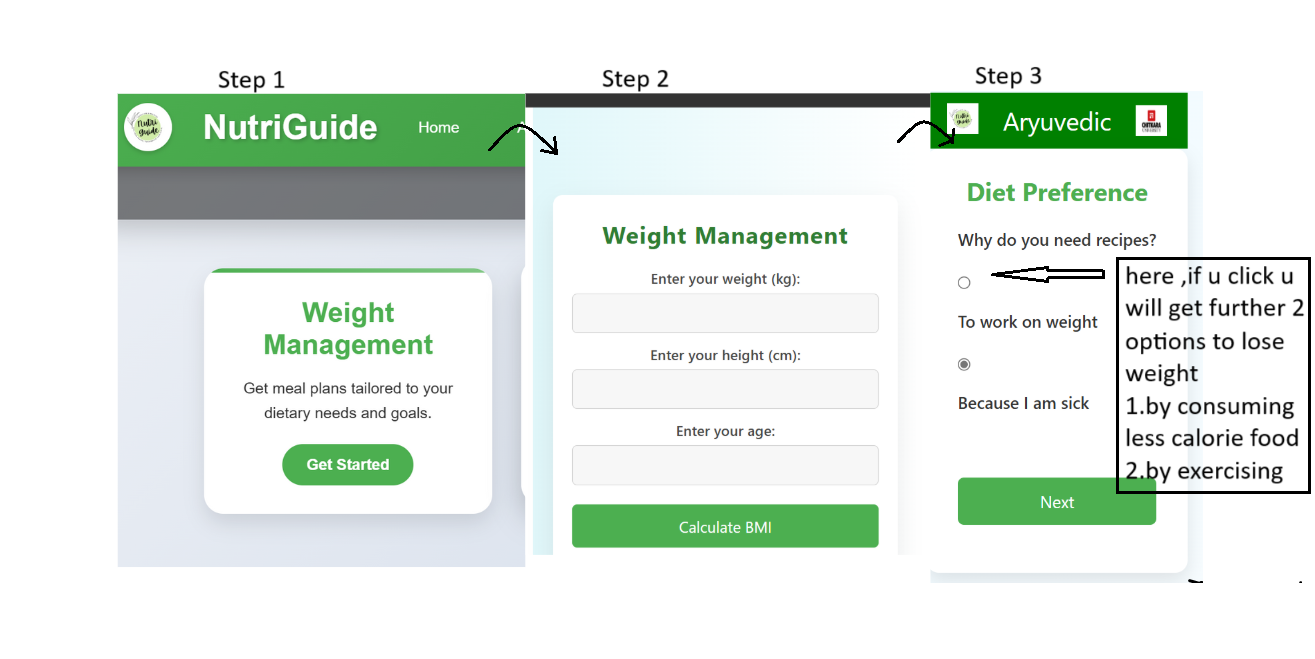 Step 1
Nutri
guide
NutriGuide
Home
Weight
Management
Get meal plans tailored to your
dietary needs and goals.
Get Started
Step 2
Weight Management
Enter your weight (kg):
Enter your height (cm):
Enter your age:
Calculate BMI
Step 3
Aryuvedic
CHITKARA
Diet Preference
Why do you need recipes?
To work on weight
Because I am sick
Next
here ,if u click u
will get further 2
options to lose
weight
1.by consuming
less calorie food
2.by exercising